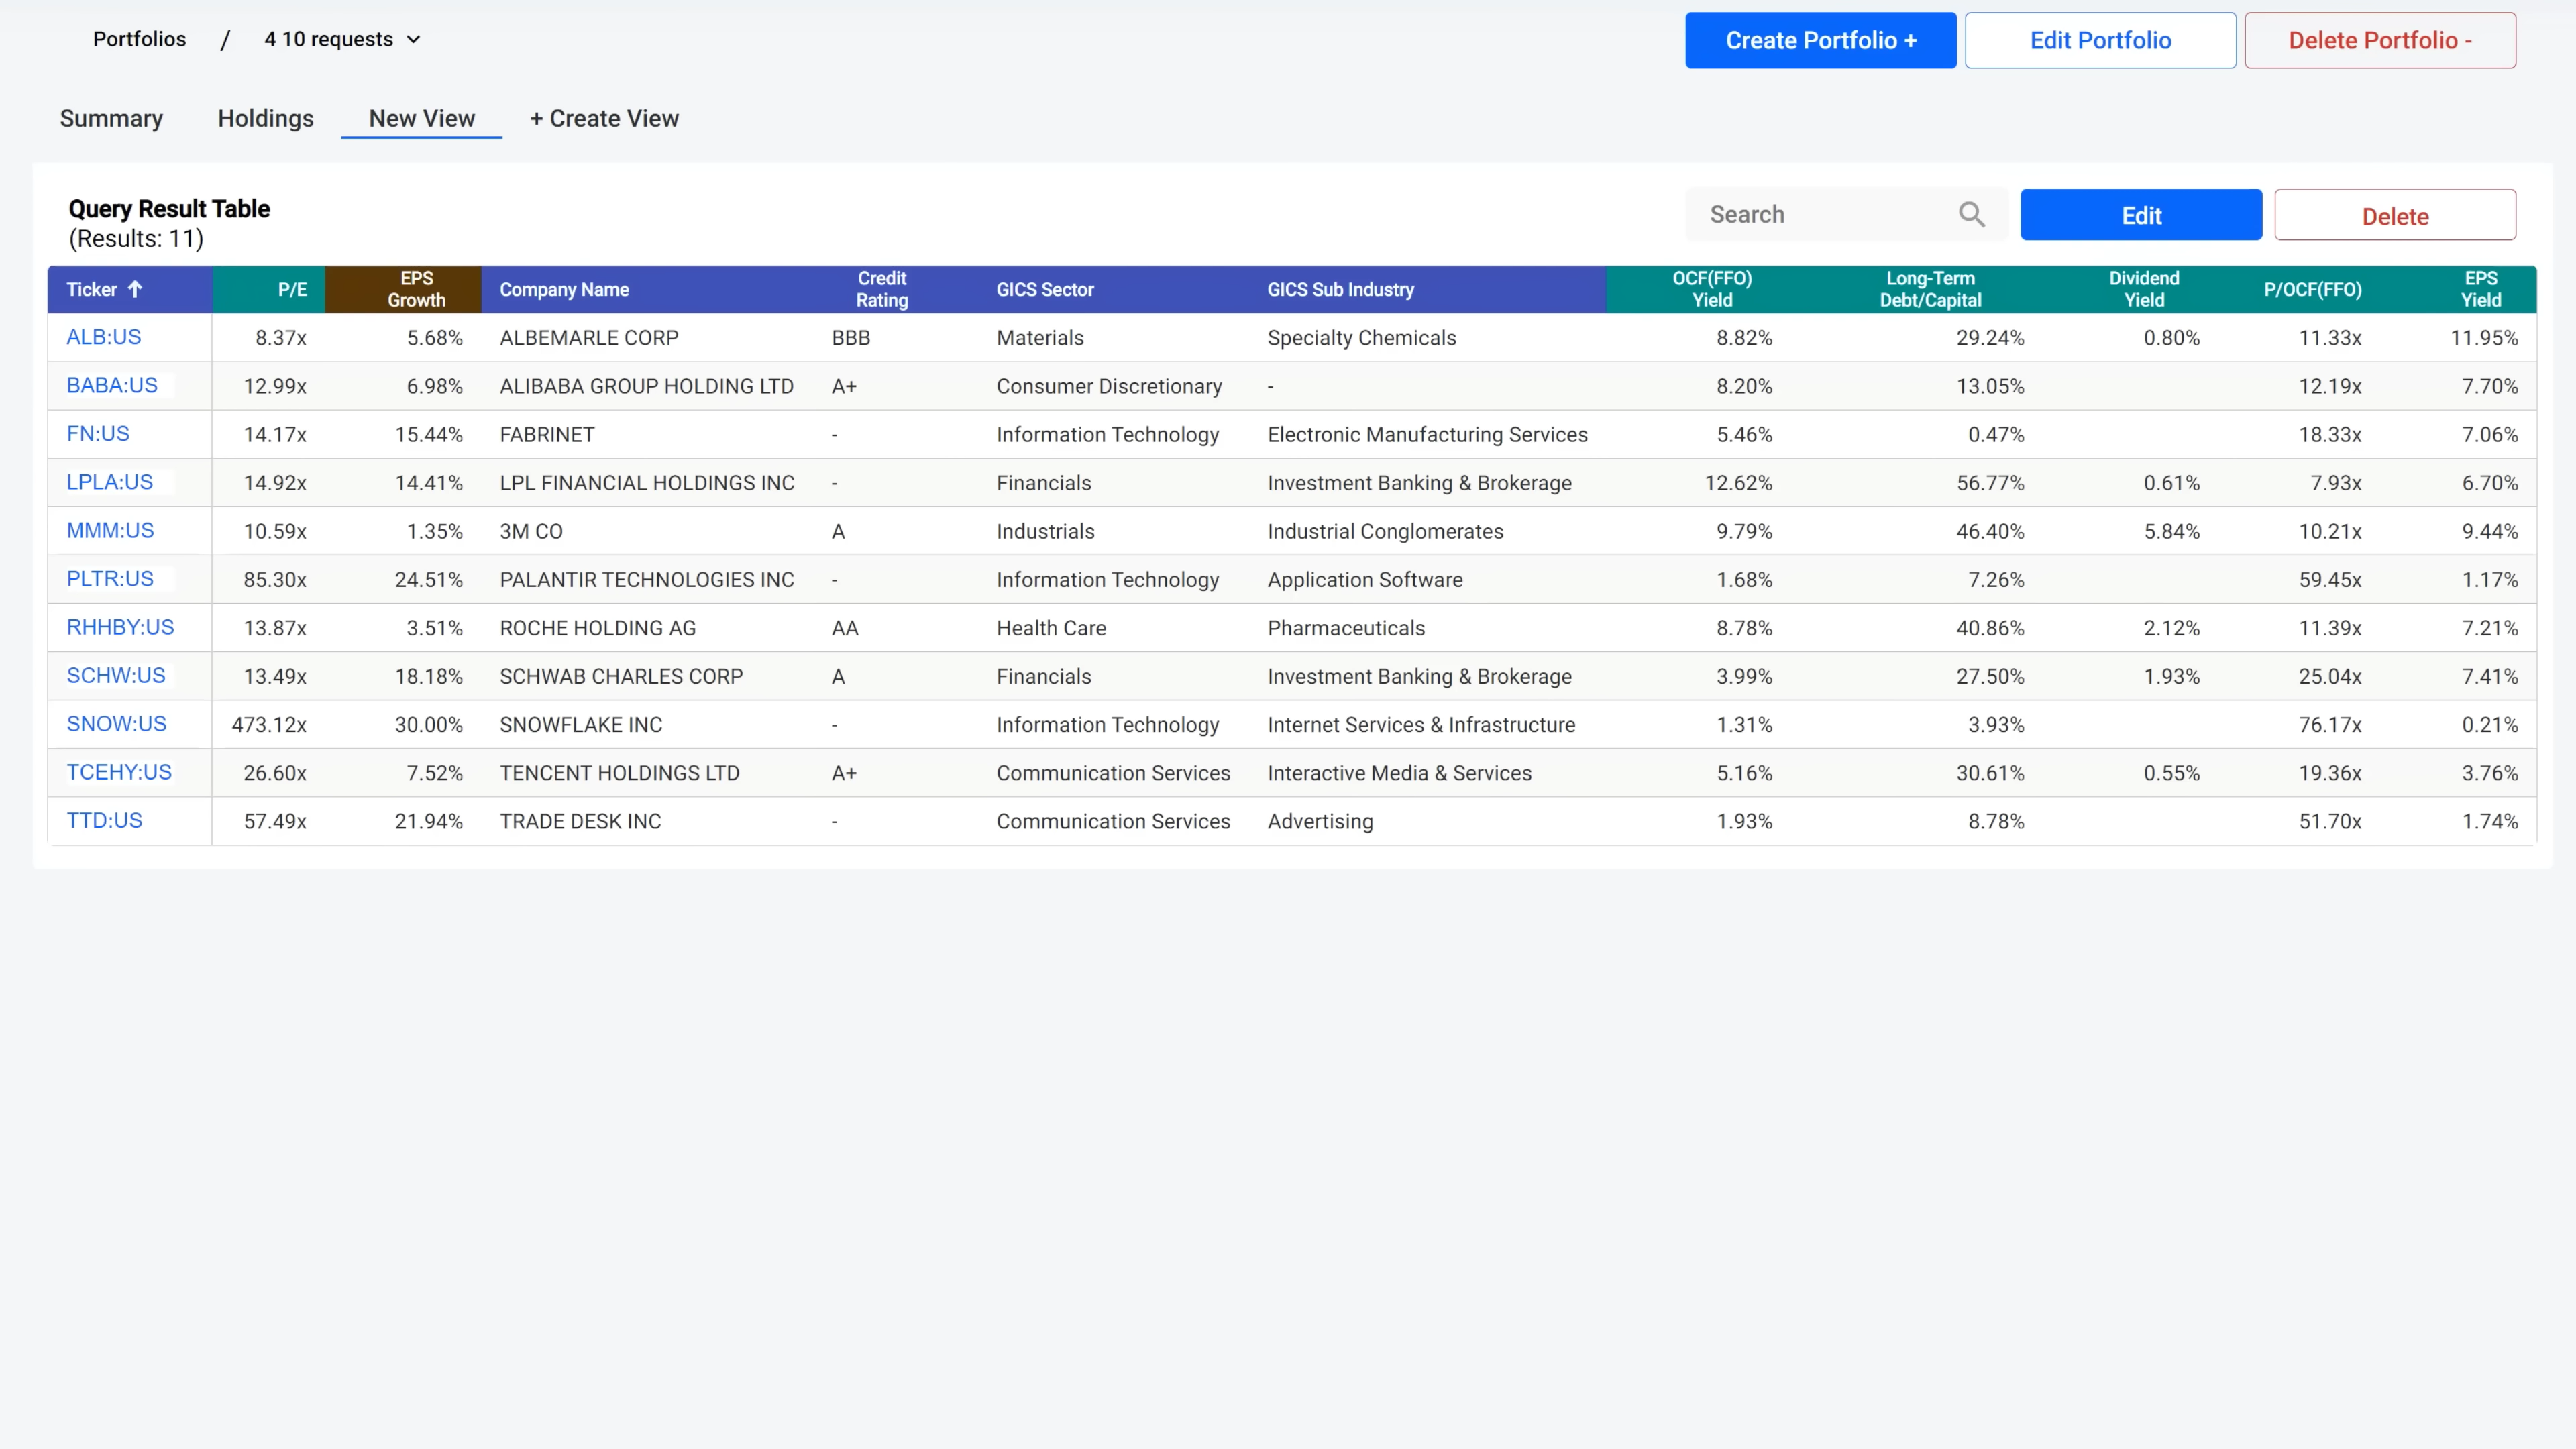 Portfolios / 4 10 requests
Create Portfolio +
Edit Portfolio
Delete Portfolio -
Summary Holdings New View + Create View
Query Result Table
(Results: 11)
Search
Edit
Delete
Ticker ↑ P/E EPS Growth Company Name Credit Rating GICS Sector GICS Sub Industry OCF(FFO) Yield Long-Term Debt/Capital Dividend Yield P/OCF(FFO) EPS Yield
ALB:US 8.37x 5.68% ALBEMARLE CORP BBB Materials Specialty Chemicals 8.82% 29.24% 0.80% 11.33x 11.95%
BABA:US 12.99x 6.98% ALIBABA GROUP HOLDING LTD A+ Consumer Discretionary - 8.20% 13.05% 12.19x 7.70%
FN:US 14.17x 15.44% FABRINET - Information Technology Electronic Manufacturing Services 5.46% 0.47% 18.33x 7.06%
LPLA:US 14.92x 14.41% LPL FINANCIAL HOLDINGS INC - Financials Investment Banking & Brokerage 12.62% 56.77% 0.61% 7.93x 6.70%
MMM:US 10.59x 1.35% 3M CO A Industrials Industrial Conglomerates 9.79% 46.40% 5.84% 10.21x 9.44%
PLTR:US 85.30x 24.51% PALANTIR TECHNOLOGIES INC - Information Technology Application Software 1.68% 7.26% 59.45x 1.17%
RHHBY:US 13.87x 3.51% ROCHE HOLDING AG AA Health Care Pharmaceuticals 8.78% 40.86% 2.12% 11.39x 7.21%
SCHW:US 13.49x 18.18% SCHWAB CHARLES CORP A Financials Investment Banking & Brokerage 3.99% 27.50% 1.93% 25.04x 7.41%
SNOW:US 473.12x 30.00% SNOWFLAKE INC - Information Technology Internet Services & Infrastructure 1.31% 3.93% 76.17x 0.21%
TCEHY:US 26.60x 7.52% TENCENT HOLDINGS LTD A+ Communication Services Interactive Media & Services 5.16% 30.61% 0.55% 19.36x 3.76%
TTD:US 57.49x 21.94% TRADE DESK INC - Communication Services Advertising 1.93% 8.78% 51.70x 1.74%